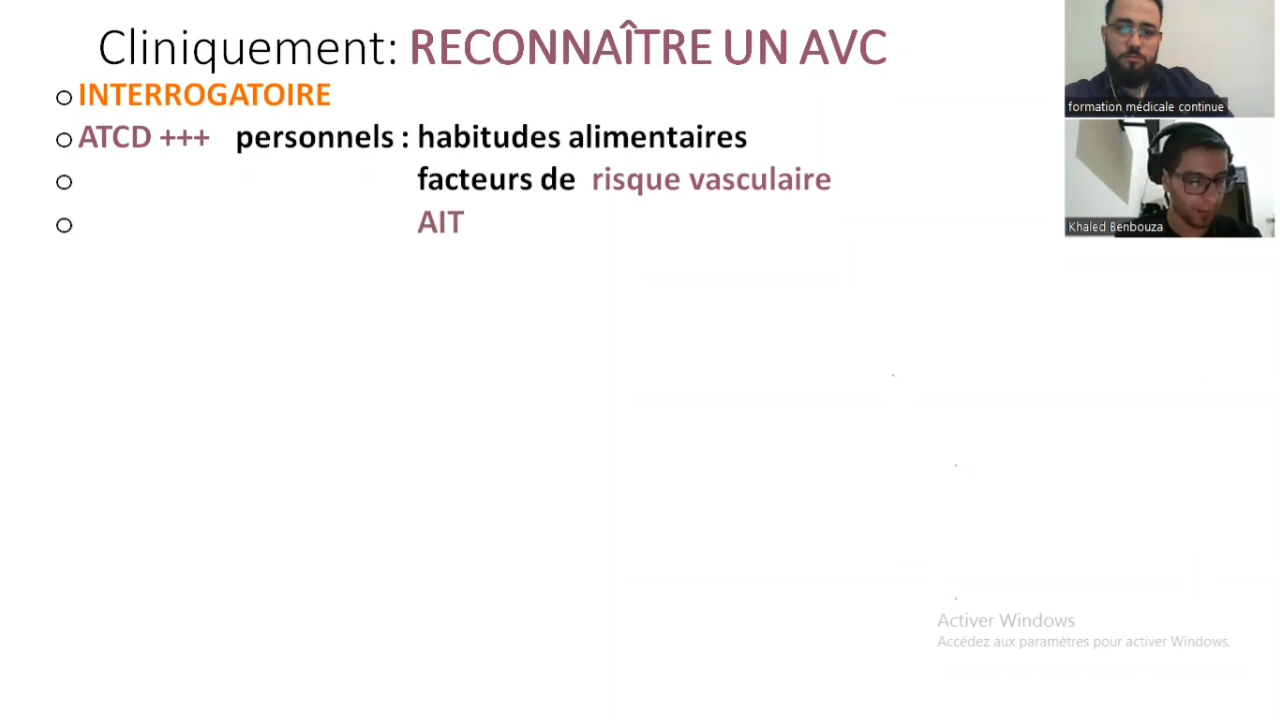 Cliniquement: RECONNAÎTRE UN AVC
INTERROGATOIRE
ATCD +++ personnels : habitudes alimentaires
facteurs de risque vasculaire
AIT
formation médicale continue
Khaled Benbouza
Activer Windows
Accédez aux paramètres pour activer Windows.